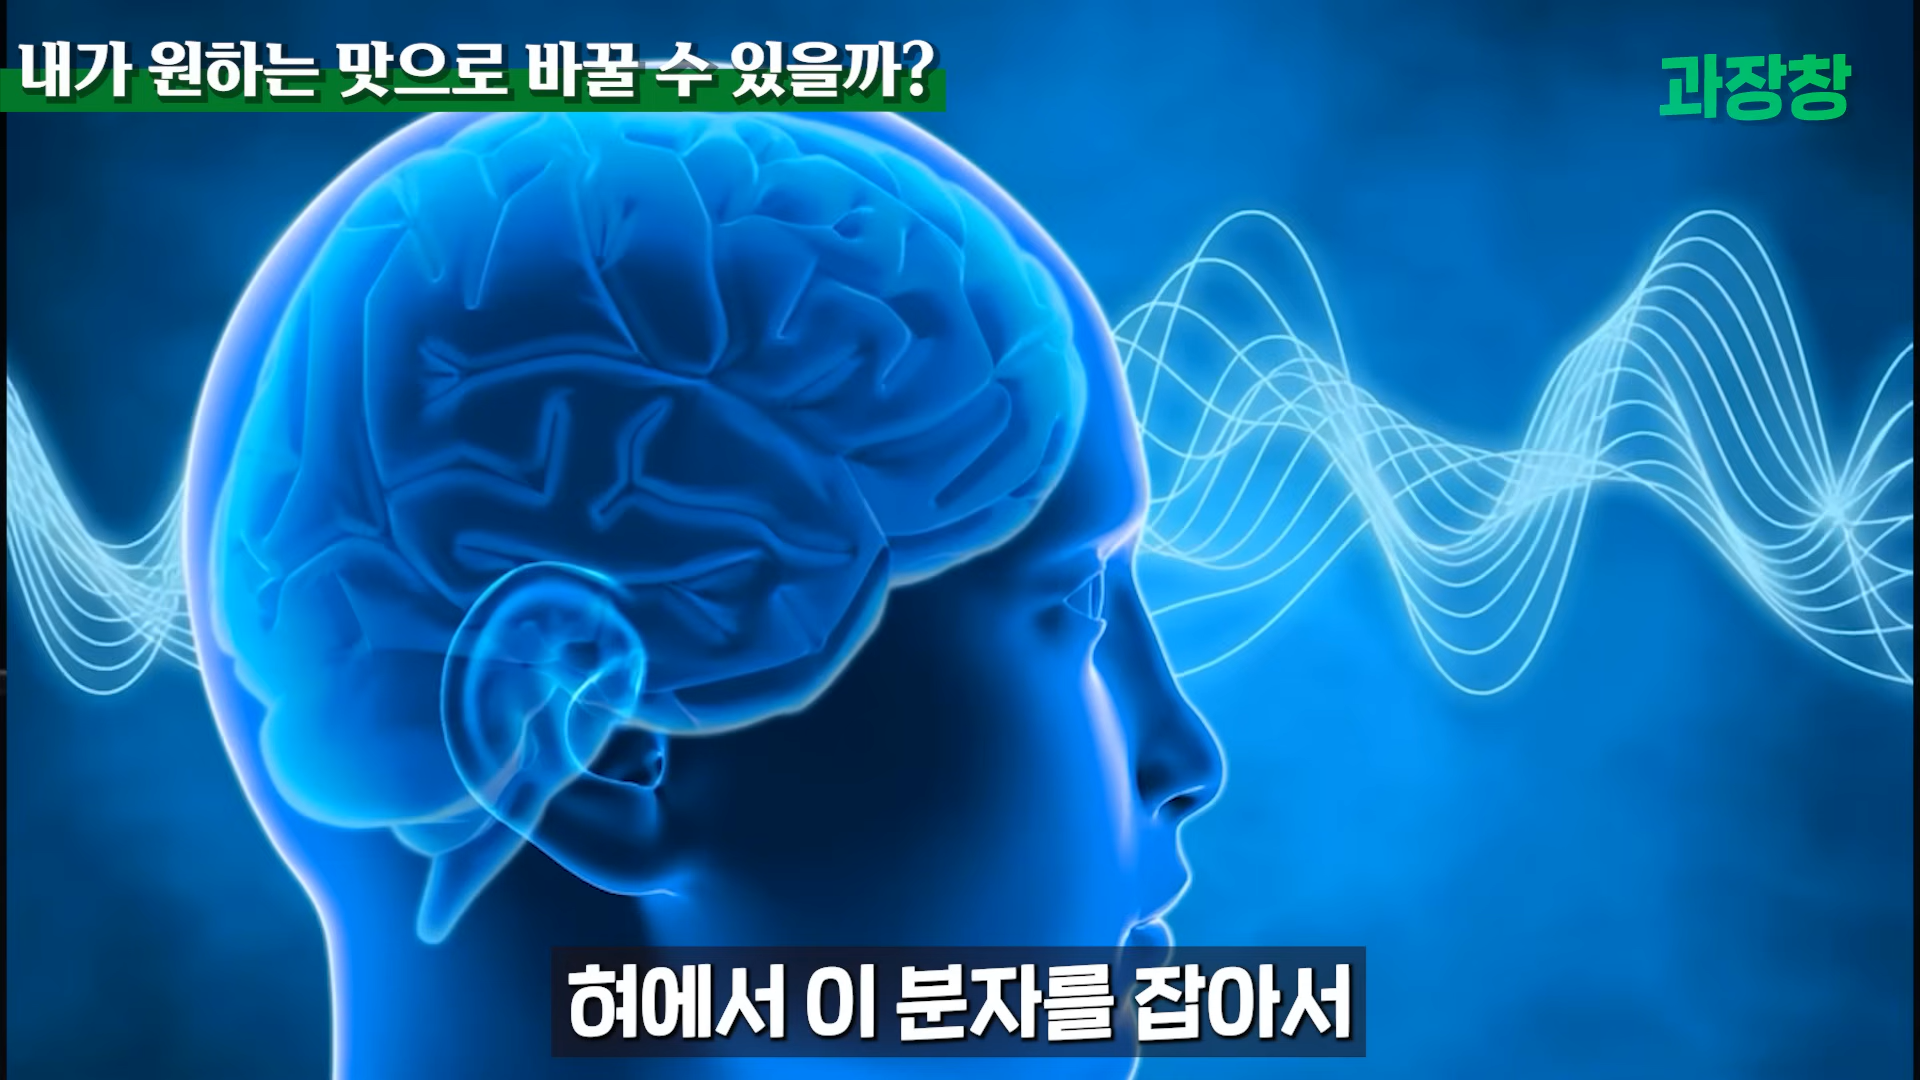 내가 원하는 맛으로 바꿀 수 있을까?
과장창
혀에서 이 분자를 잡아서